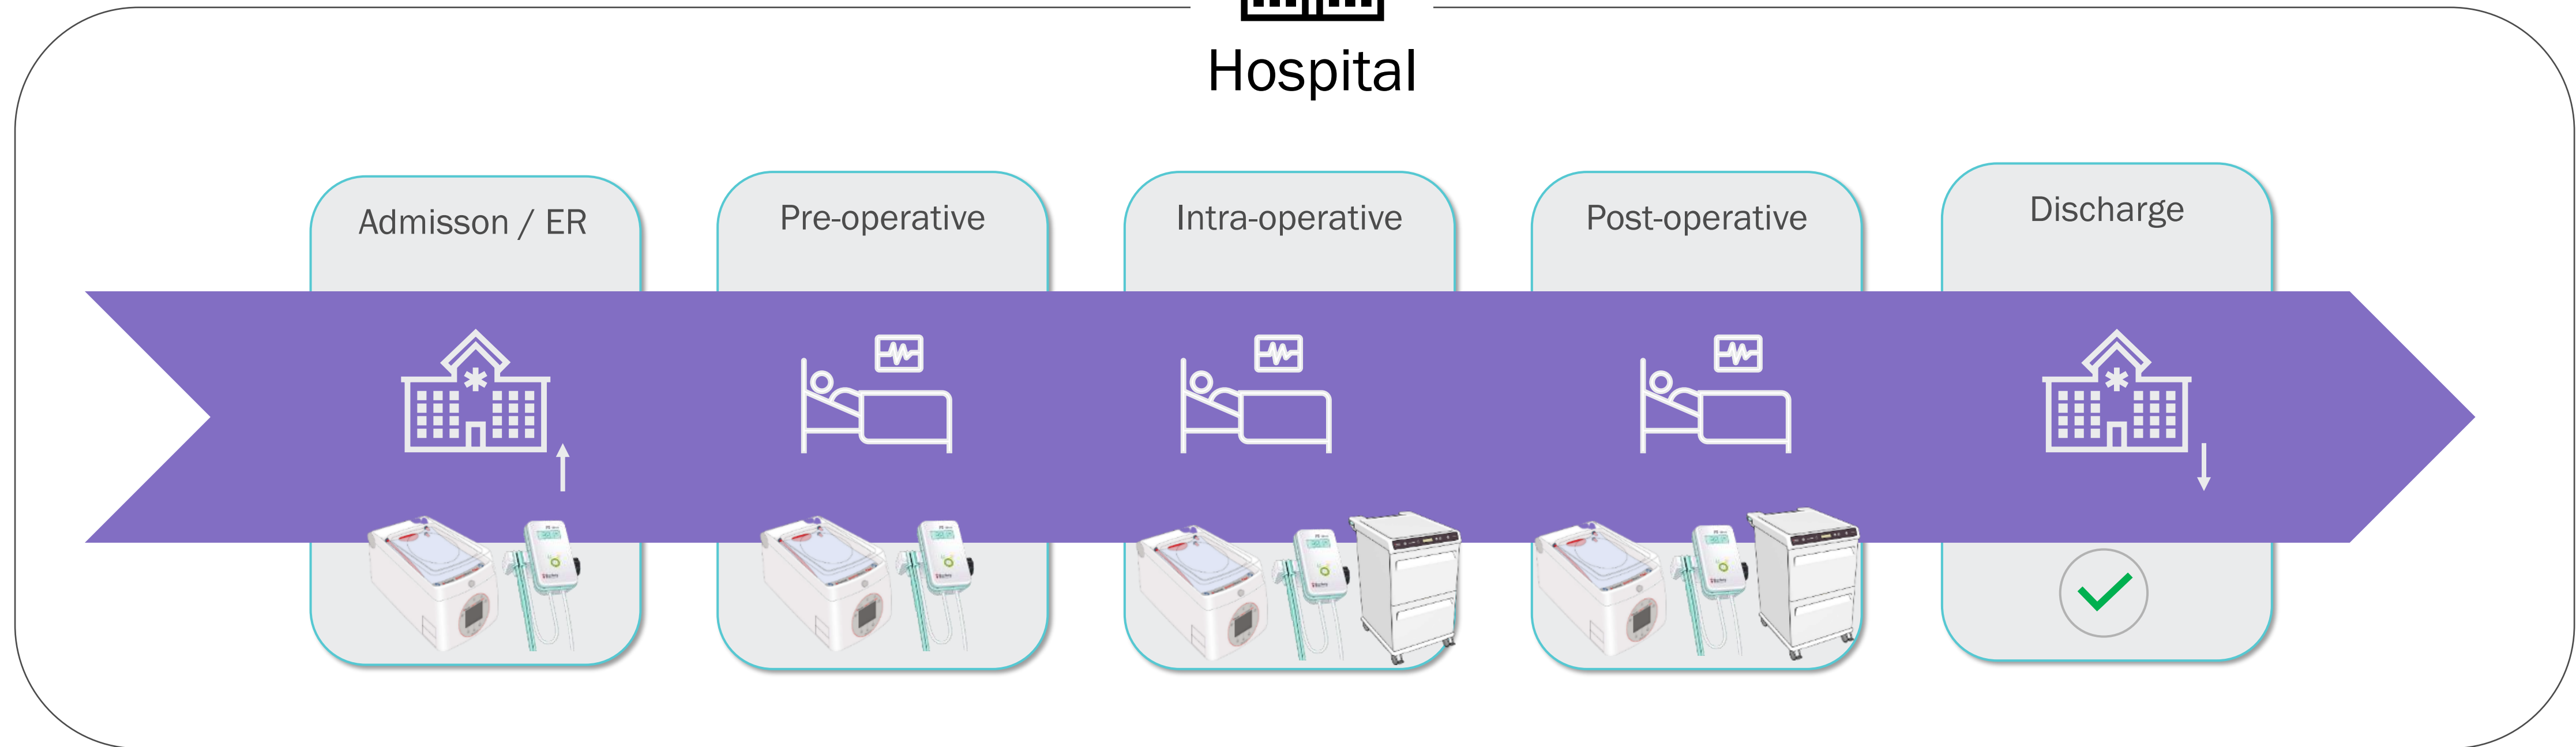 Hospital
Admisson / ER
Pre-operative
Intra-operative
Post-operative
Discharge